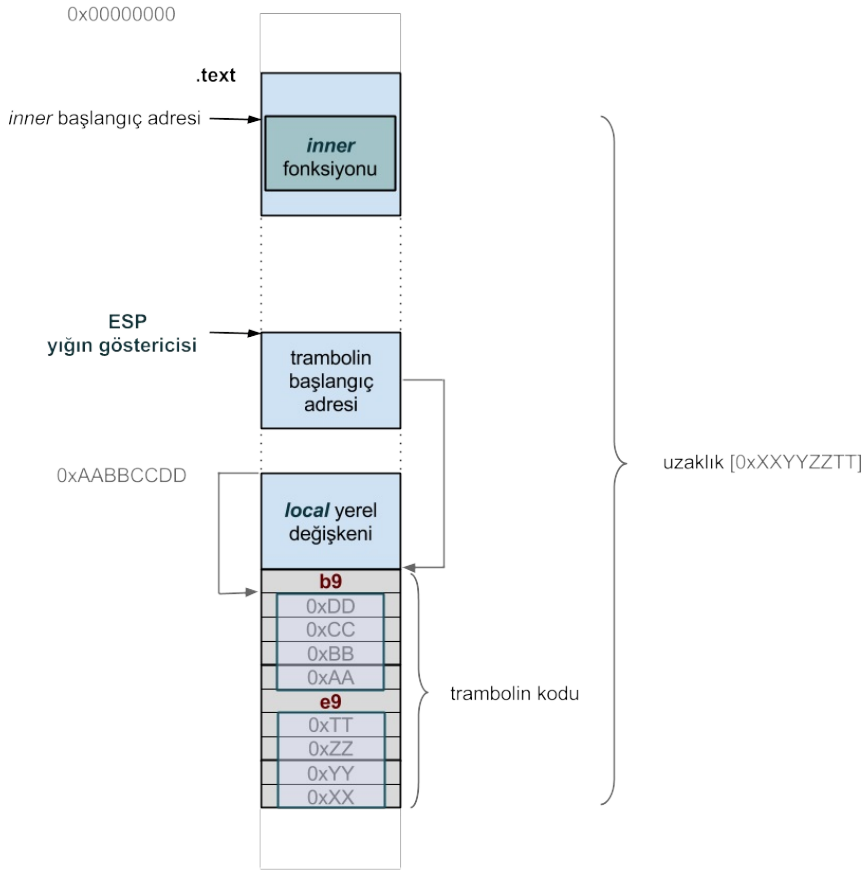 0x00000000
.text
inner başlangıç adresi
inner
fonksiyonu
ESP
yığın göstericisi
trambolin
başlangıç
adresi
0xAABBCCDD
uzaklık [0xXXYYZZTT]
local yerel
değişkeni
b9
0xDD
0xCC
0xBB
0xAA
e9
0xTT
0xZZ
0xYY
0xXX
trambolin kodu